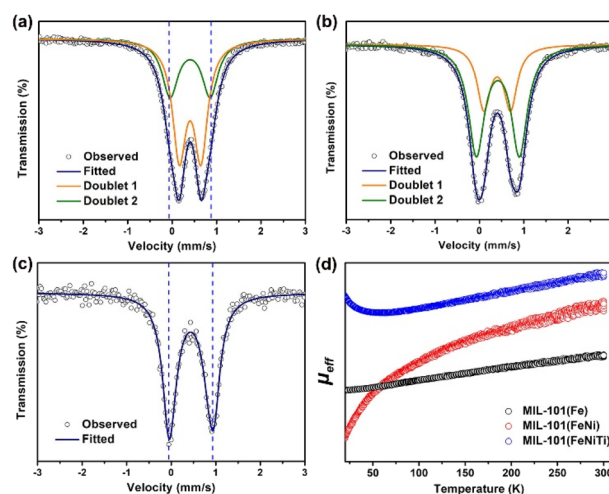 (a)
Transmission (%)
Observed
Fitted
Doublet 1
Doublet 2
-3 -2 -1 0 1 2 3
Velocity (mm/s)
(b)
Transmission (%)
Observed
Fitted
Doublet 1
Doublet 2
-3 -2 -1 0 1 2
Velocity (mm/s)
(c)
Transmission (%)
Observed
Fitted
-3 -2 -1 0 1 2 3
Velocity (mm/s)
(d)
μeff
MIL-101(Fe)
MIL-101(FeNi)
MIL-101(FeNiTi)
50 100 150 200 250 300
Temperature (K)